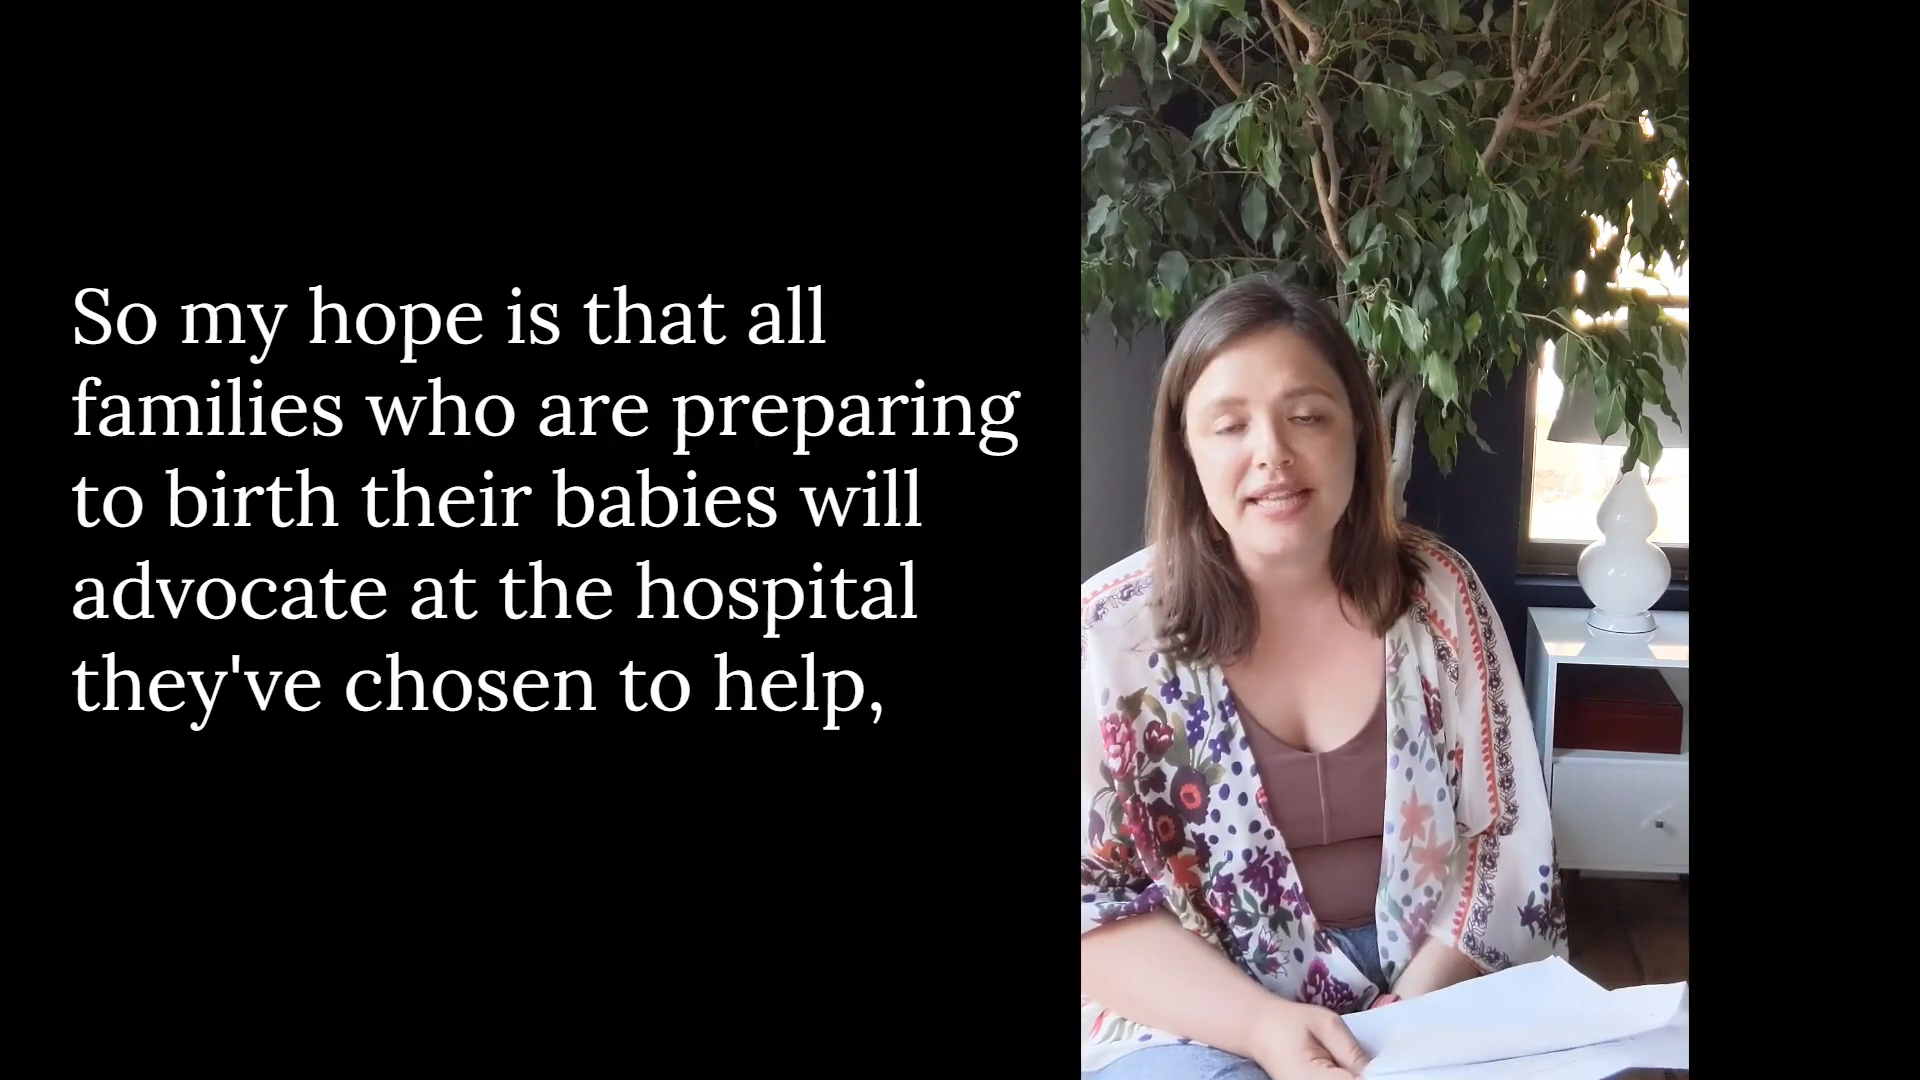 So my hope is that all
families who are preparing
to birth their babies will
advocate at the hospital
they've chosen to help,